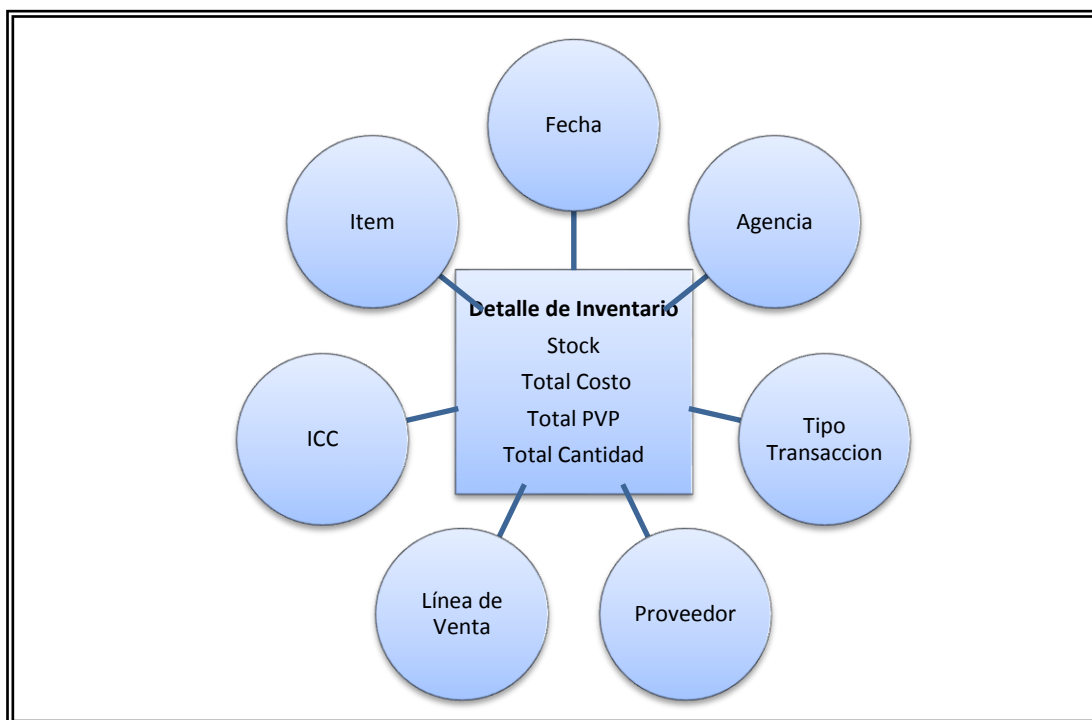 Fecha
Item
Agencia
Detalle de Inventario
Stock
Total Costo
Total PVP
Total Cantidad
ICC
Tipo
Transaccion
Línea de
Venta
Proveedor